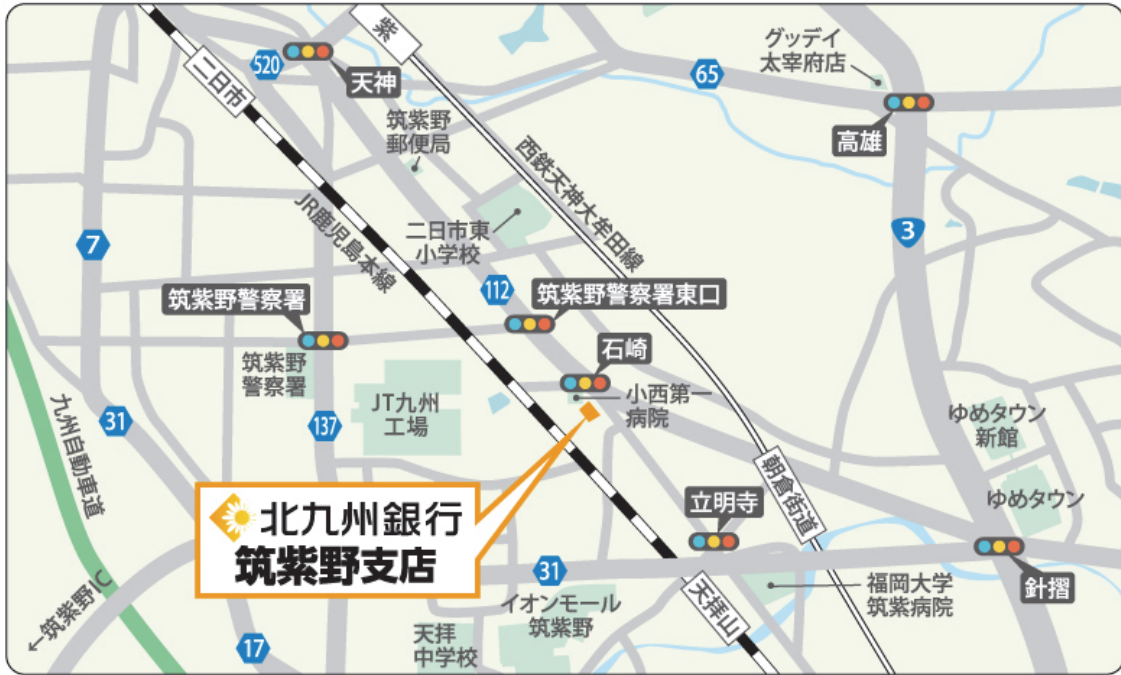 紫
グッデイ
太宰府店
520
天神
65
二日市
高雄
筑紫野
郵便局
西鉄天神大牟田線
二日市東
小学校
JR鹿児島本線
7
3
112
筑紫野警察署
筑紫野警察署東口
石崎
筑紫野
警察署
JT九州
工場
小西第一
病院
九州自動車道
31
137
ゆめタウン
新館
朝倉街道
ゆめタウン
立明寺
北九州銀行
筑紫野支店
針摺
31
←筑紫野IC
イオンモール
筑紫野
天拝山
福岡大学
筑紫病院
天拝
中学校
17